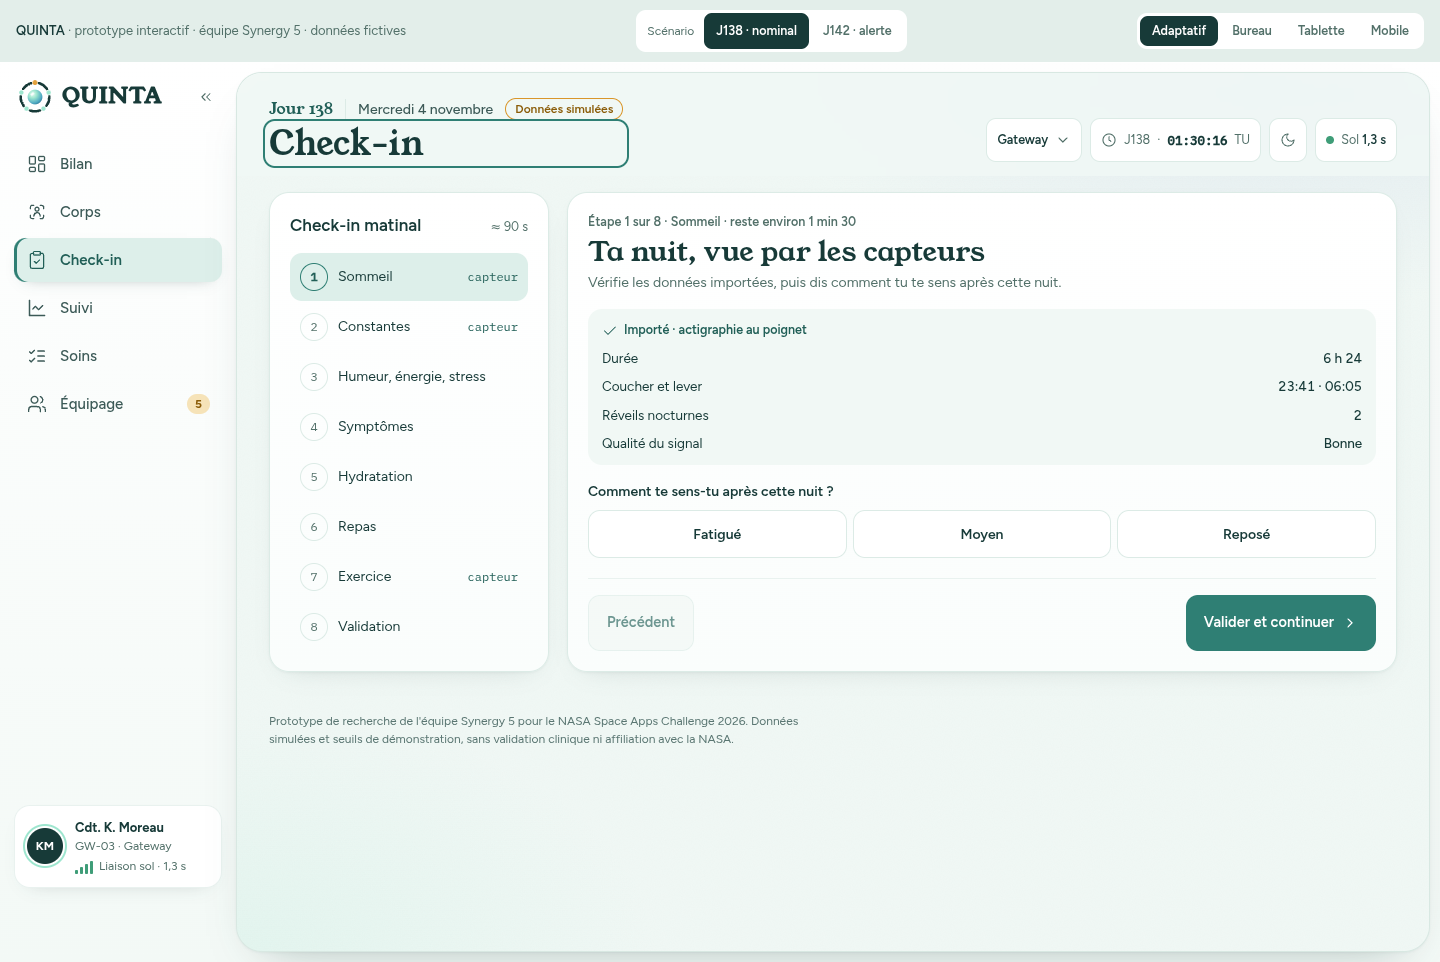 QUINTA · prototype interactif · équipe Synergy 5 · données fictives
Scénario
J138 · nominal
J142 · alerte
Adaptatif
Bureau
Tablette
Mobile
QUINTA
Bilan
Corps
Check-in
Suivi
Soins
Équipage
5
KM
Cdt. K. Moreau
GW-03 · Gateway
Liaison sol · 1,3 s
Jour 138
Mercredi 4 novembre
Données simulées
Check-in
Gateway
J138 · 01:30:16 TU
Sol 1,3 s
Check-in matinal
≈ 90 s
1 Sommeil capteur
2 Constantes capteur
3 Humeur, énergie, stress
4 Symptômes
5 Hydratation
6 Repas
7 Exercice capteur
8 Validation
Étape 1 sur 8 · Sommeil · reste environ 1 min 30
Ta nuit, vue par les capteurs
Vérifie les données importées, puis dis comment tu te sens après cette nuit.
Importé · actigraphie au poignet
Durée 6 h 24
Coucher et lever 23:41 · 06:05
Réveils nocturnes 2
Qualité du signal Bonne
Comment te sens-tu après cette nuit ?
Fatigué
Moyen
Reposé
Précédent
Valider et continuer
Prototype de recherche de l'équipe Synergy 5 pour le NASA Space Apps Challenge 2026. Données
simulées et seuils de démonstration, sans validation clinique ni affiliation avec la NASA.